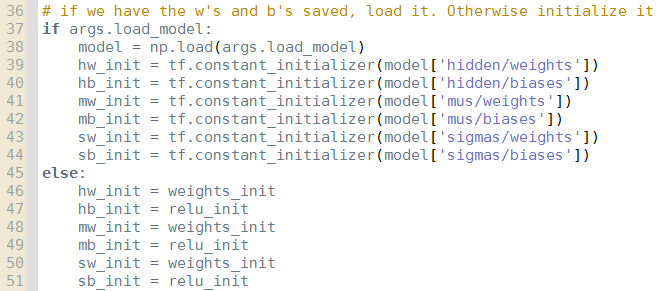 36 # if we have the w's and b's saved, load it. Otherwise initialize it
37 if args.load_model:
38     model = np.load(args.load_model)
39     hw_init = tf.constant_initializer(model['hidden/weights'])
40     hb_init = tf.constant_initializer(model['hidden/biases'])
41     mw_init = tf.constant_initializer(model['mus/weights'])
42     mb_init = tf.constant_initializer(model['mus/biases'])
43     sw_init = tf.constant_initializer(model['sigmas/weights'])
44     sb_init = tf.constant_initializer(model['sigmas/biases'])
45 else:
46     hw_init = weights_init
47     hb_init = relu_init
48     mw_init = weights_init
49     mb_init = relu_init
50     sw_init = weights_init
51     sb_init = relu_init